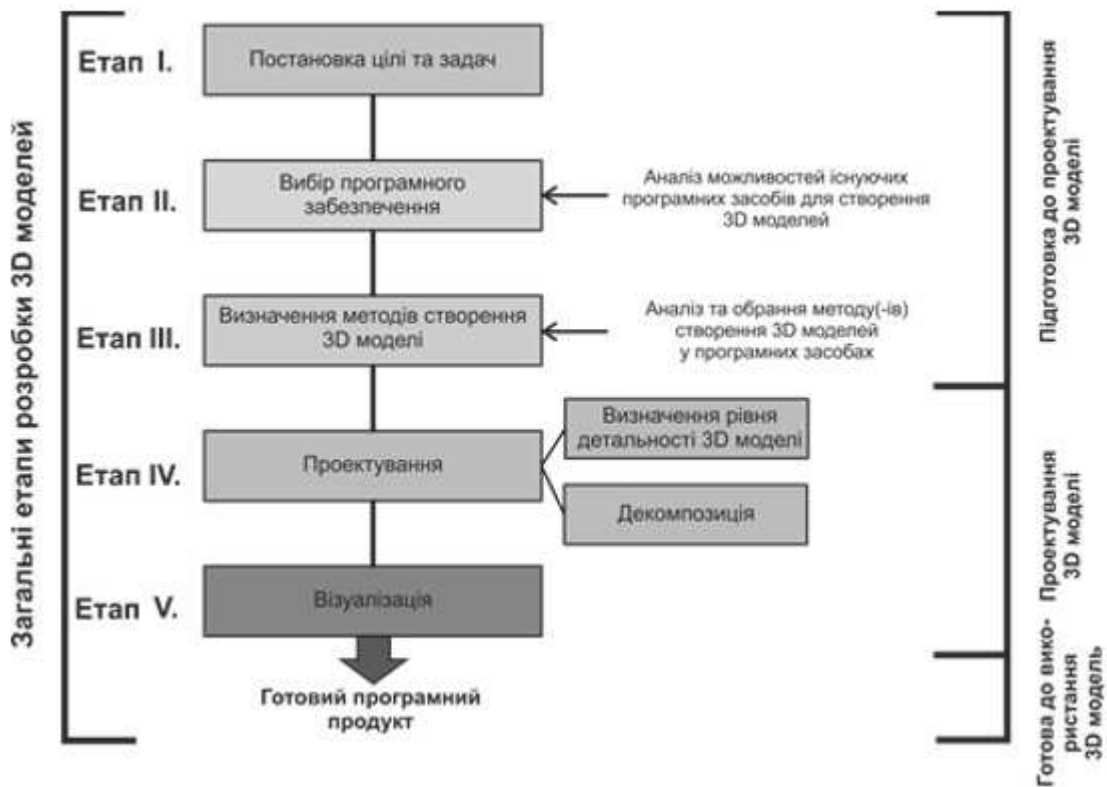 Загальні етапи розробки 3D моделей
Етап I.
Постановка цілі та задач
Етап II.
Вибір програмного
забезпечення
Аналіз можливостей існуючих
програмних засобів для створення
3D моделей
Етап III.
Визначення методів створення
3D моделі
Аналіз та обрання методу(-ів)
створення 3D моделей
у програмних засобах
Етап IV.
Проектування
Визначення рівня
детальності 3D моделі
Декомпозиція
Етап V.
Візуалізація
Готовий програмний
продукт
Підготовка до проектування
3D моделі
Проектування
3D моделі
Готова до вико-
ристання
3D модель